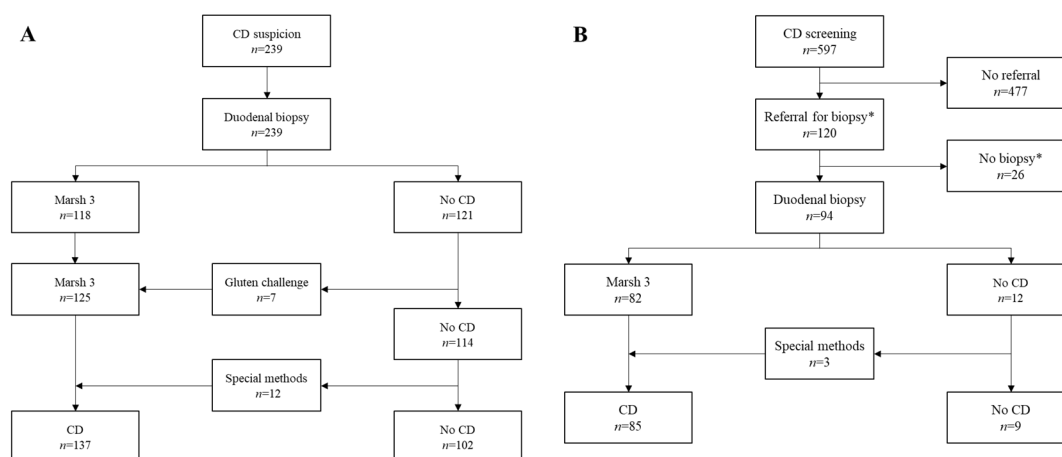 A
CD suspicion
n=239
Duodenal biopsy
n=239
Marsh 3
n=118
No CD
n=121
Marsh 3
n=125
Gluten challenge
n=7
No CD
n=114
Special methods
n=12
CD
n=137
No CD
n=102
B
CD screening
n=597
No referral
n=477
Referral for biopsy*
n=120
No biopsy*
n=26
Duodenal biopsy
n=94
Marsh 3
n=82
No CD
n=12
Special methods
n=3
CD
n=85
No CD
n=9